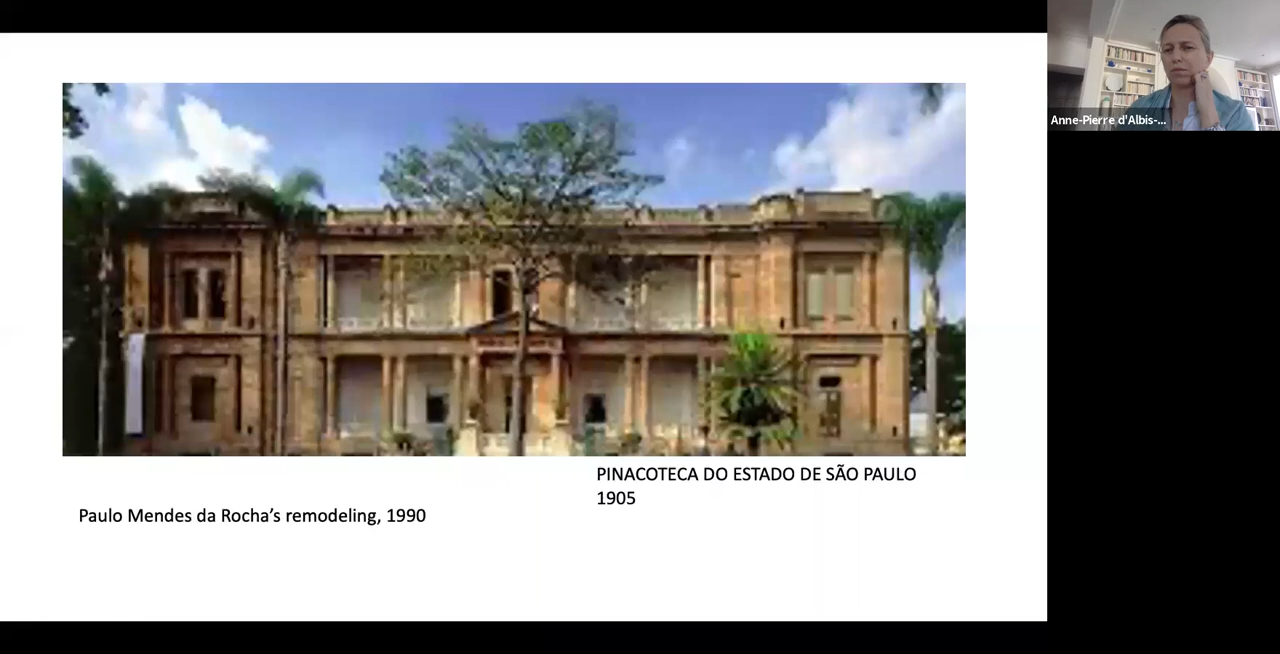 Anne-Pierre d'Albis-...
PINACOTECA DO ESTADO DE SÃO PAULO
1905
Paulo Mendes da Rocha's remodeling, 1990